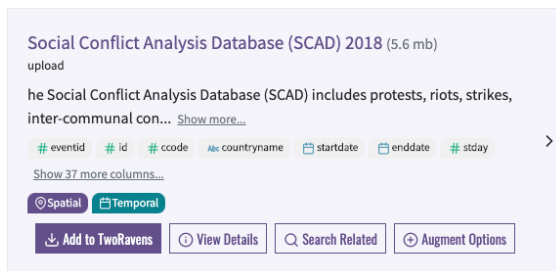 Social Conflict Analysis Database (SCAD) 2018 (5.6 mb)
upload
he Social Conflict Analysis Database (SCAD) includes protests, riots, strikes,
inter-communal con... Show more...
# eventid # id # ccode Abc countryname startdate enddate # stday
Show 37 more columns...
Spatial Temporal
Add to TwoRavens View Details Search Related Augment Options